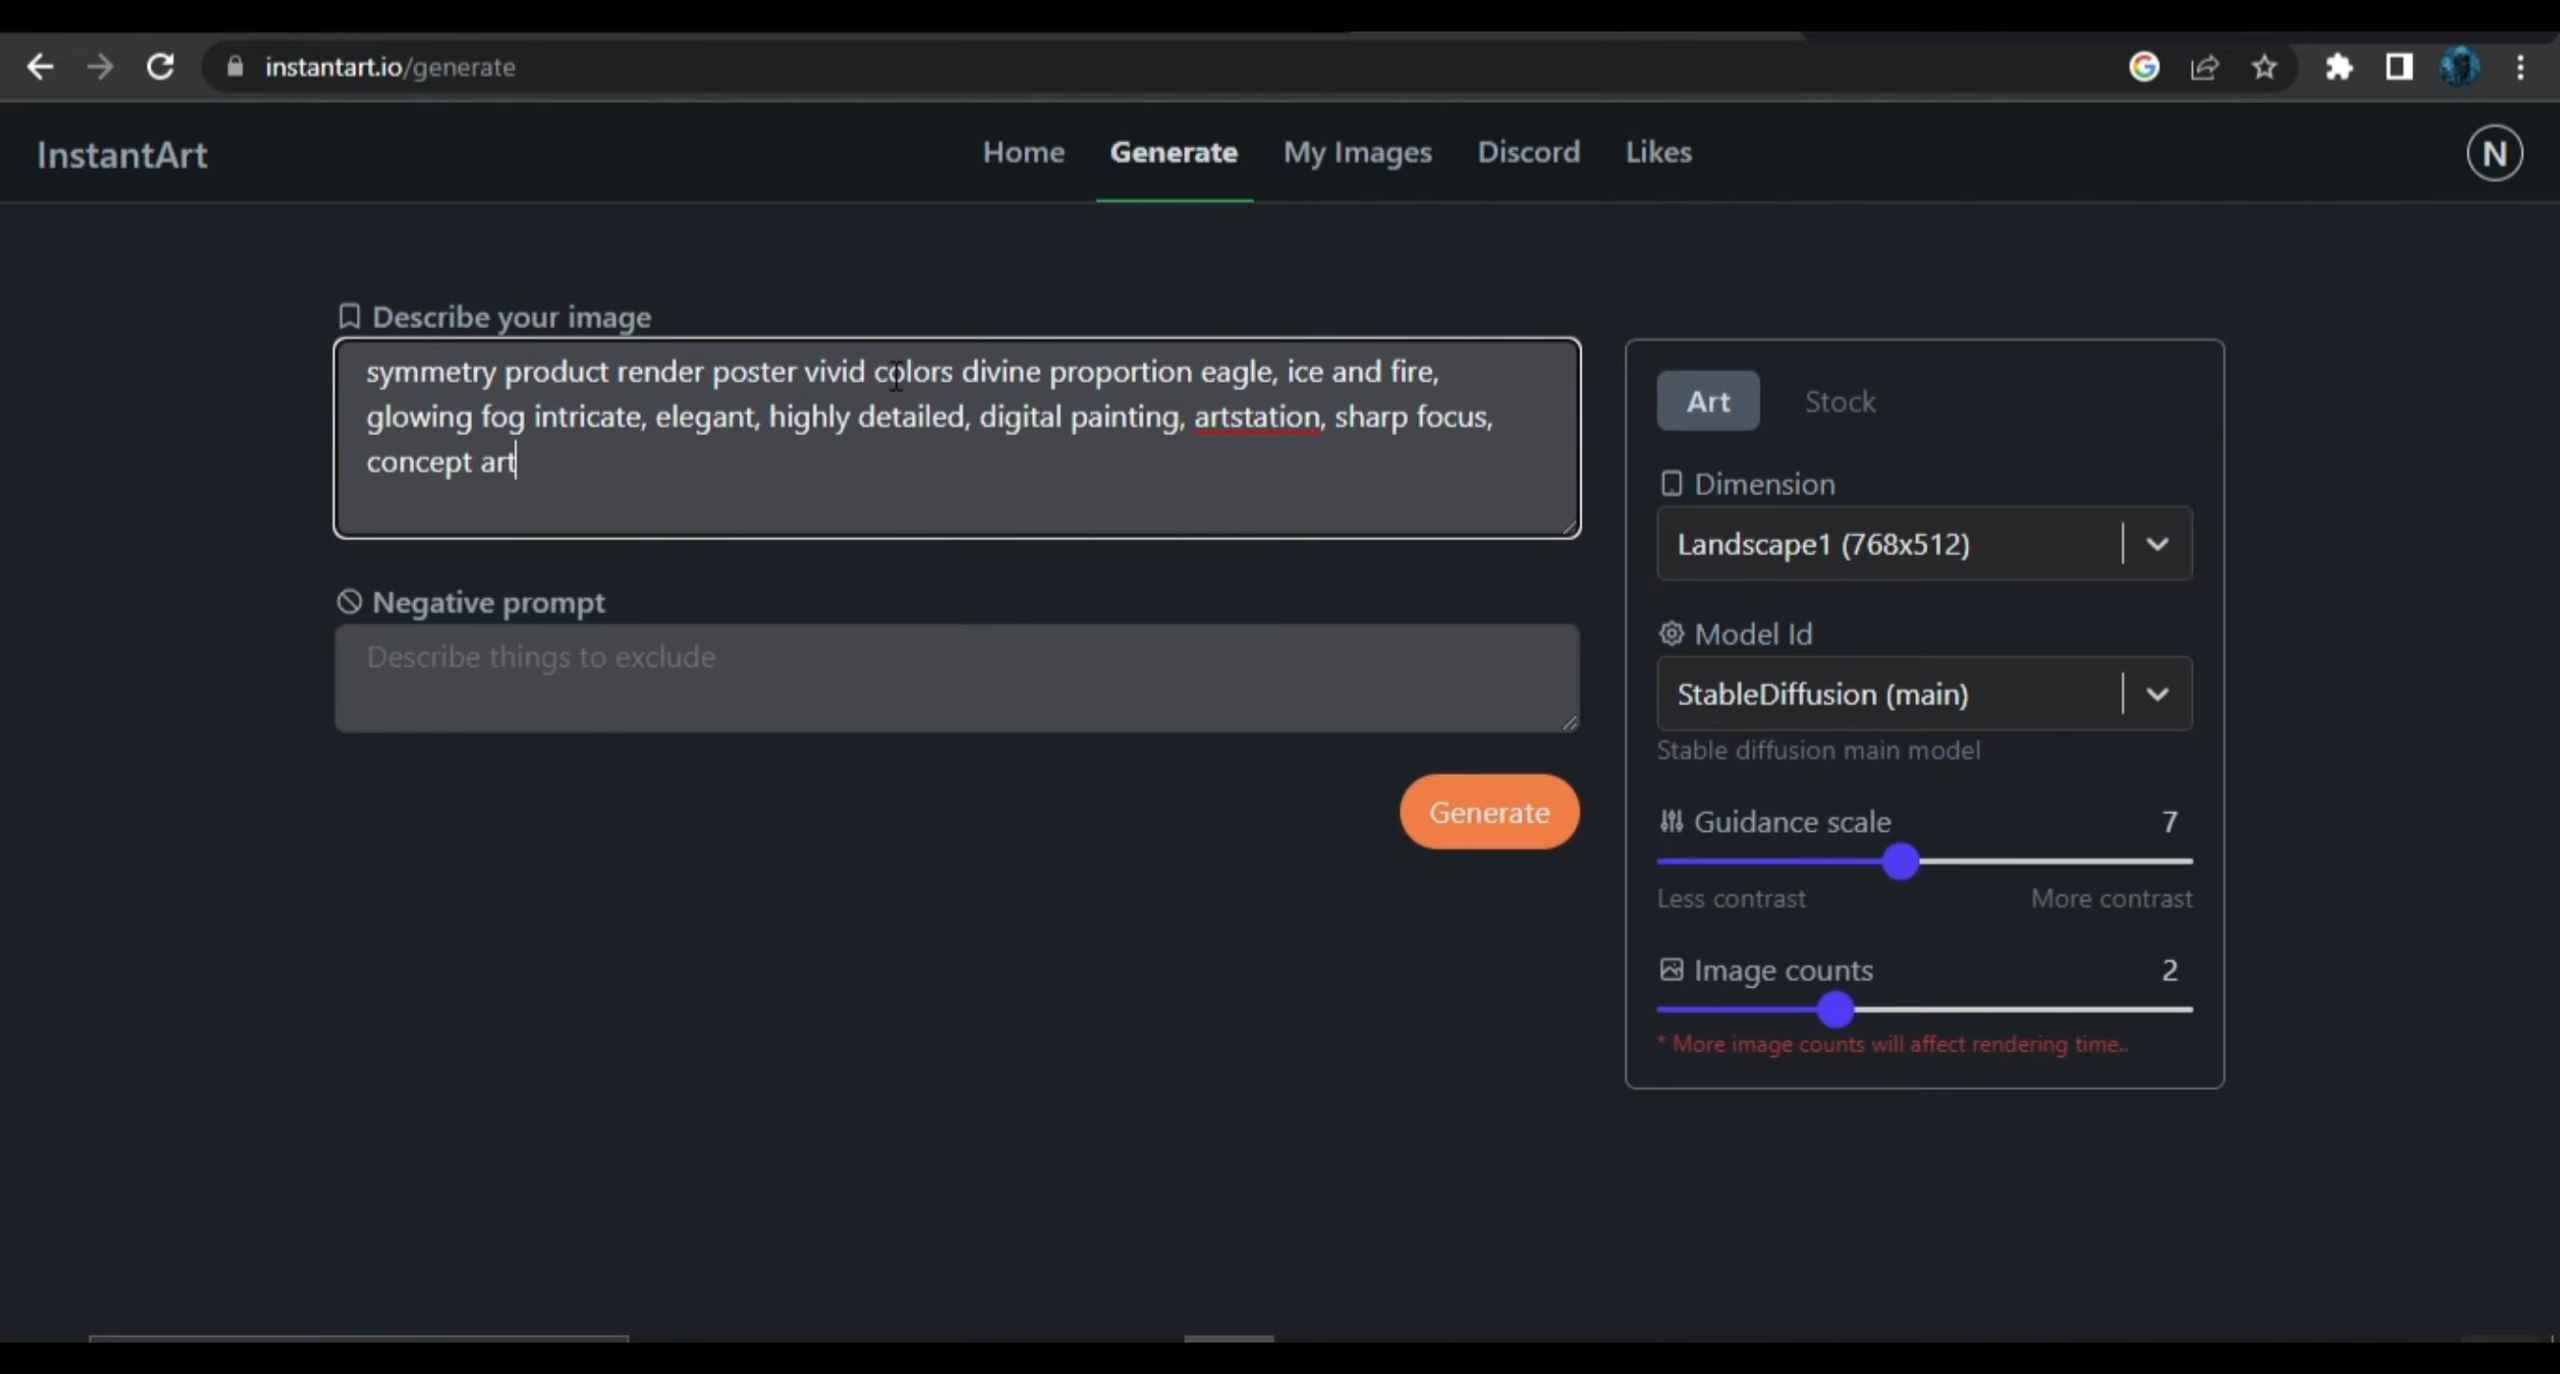 instantart.io/generate
InstantArt
Home Generate My Images Discord Likes
N
Describe your image
symmetry product render poster vivid colors divine proportion eagle, ice and fire,
glowing fog intricate, elegant, highly detailed, digital painting, artstation, sharp focus,
concept art
Negative prompt
Describe things to exclude
Generate
Art Stock
Dimension
Landscape1 (768x512)
Model Id
StableDiffusion (main)
Stable diffusion main model
Guidance scale 7
Less contrast More contrast
Image counts 2
* More image counts will affect rendering time..